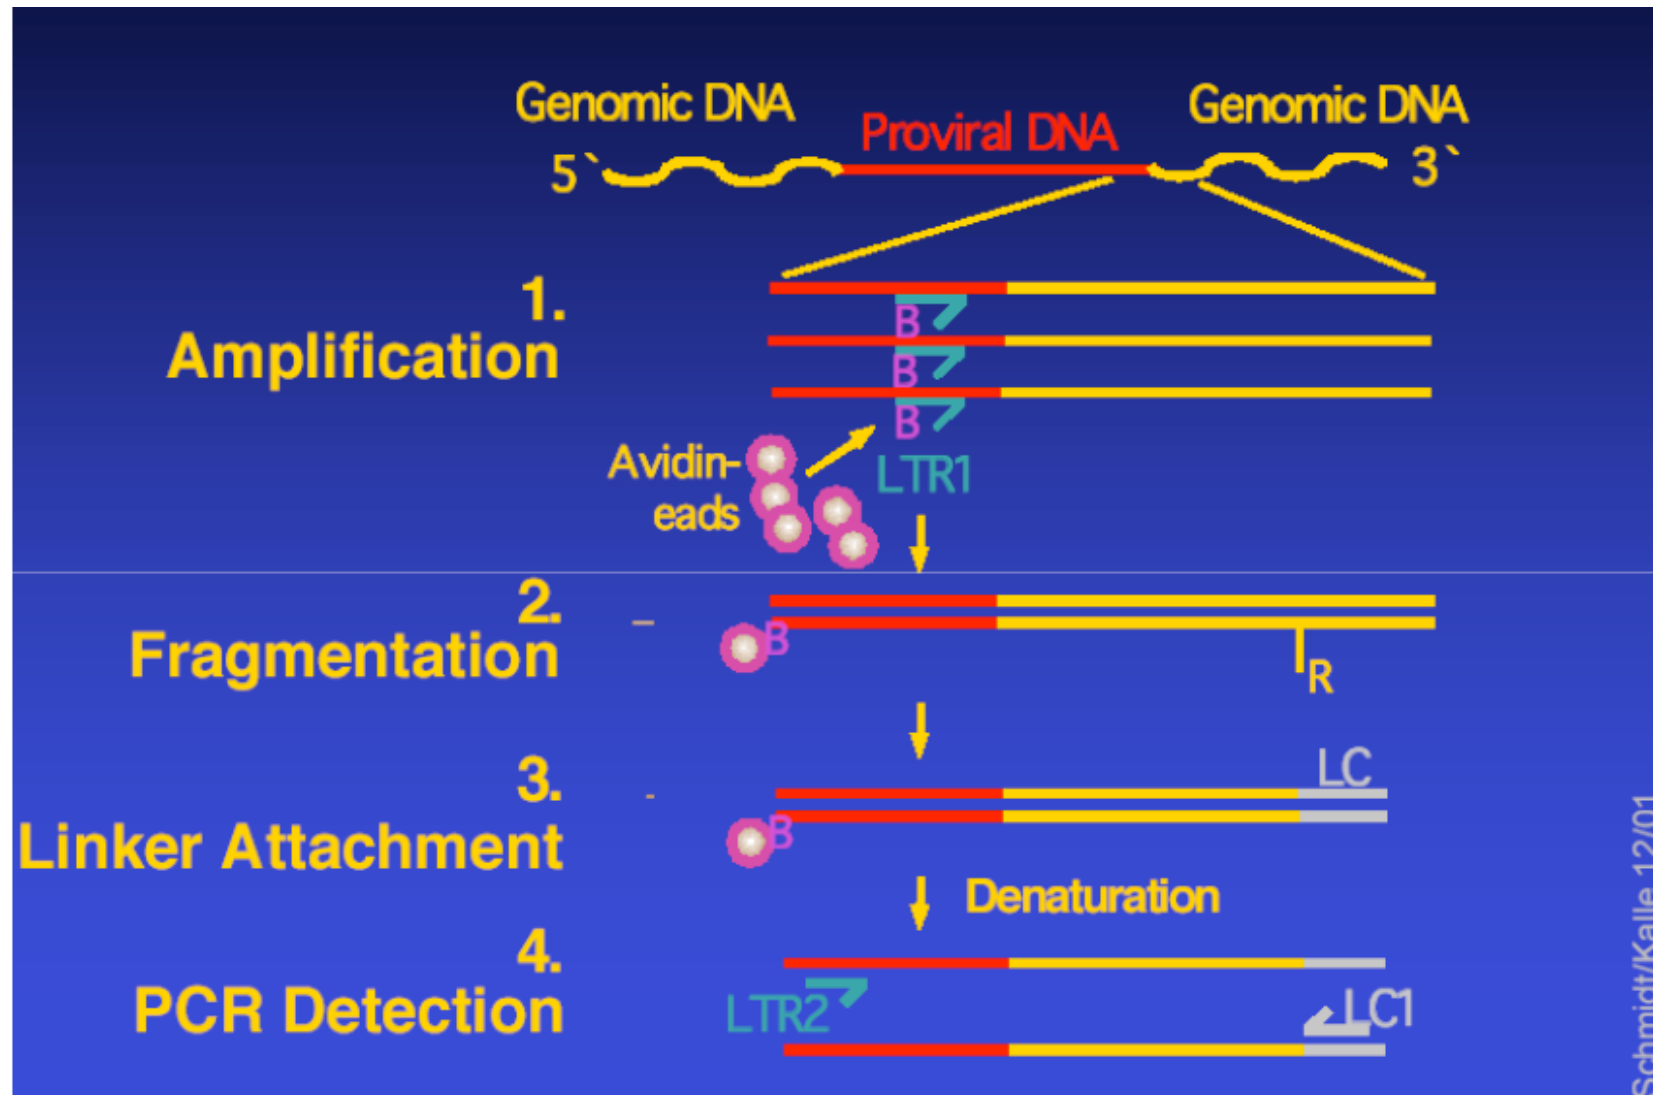 Genomic DNA
Proviral DNA
Genomic DNA
5`
3`
1.
Amplification
B
B
B
LTR1
Avidin-
eads
2.
Fragmentation
B
R
3.
Linker Attachment
B
LC
Denaturation
4.
PCR Detection
LTR2
LC1
Schmidt/Kalle 12/01